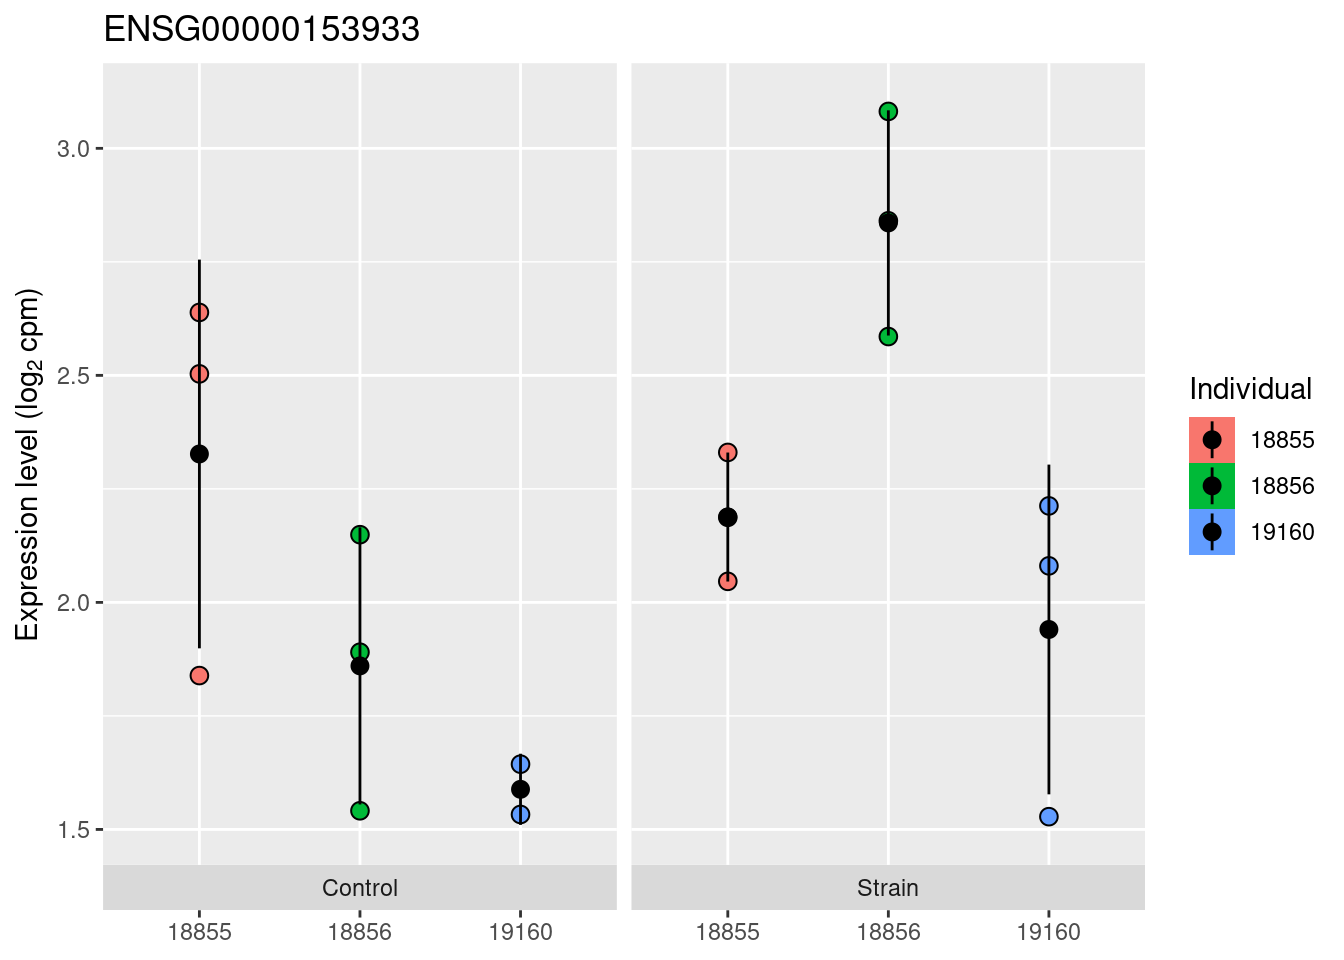 ENSG00000153933
Expression level (log2 cpm)
3.0
2.5
2.0
1.5
Control
Strain
18855
18856
19160
18855
18856
19160
Individual
18855
18856
19160